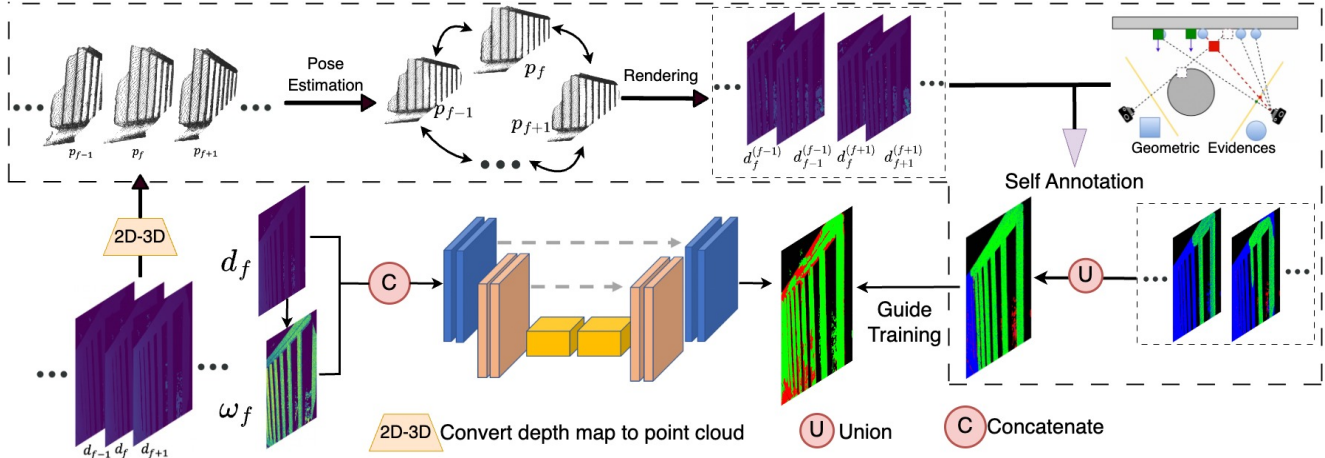 Pose
Estimation
Rendering
p_{f-1}
p_f
p_{f+1}
p_{f-1}
p_f
p_{f+1}
d_f^{(f-1)}
d_{f-1}^{(f-1)}
d_f^{(f+1)}
d_{f+1}^{(f+1)}
Geometric Evidences
Self Annotation
2D-3D
d_f
C
U
Guide
Training
ω_f
d_{f-1}
d_f
d_{f+1}
2D-3D Convert depth map to point cloud
U Union
C Concatenate